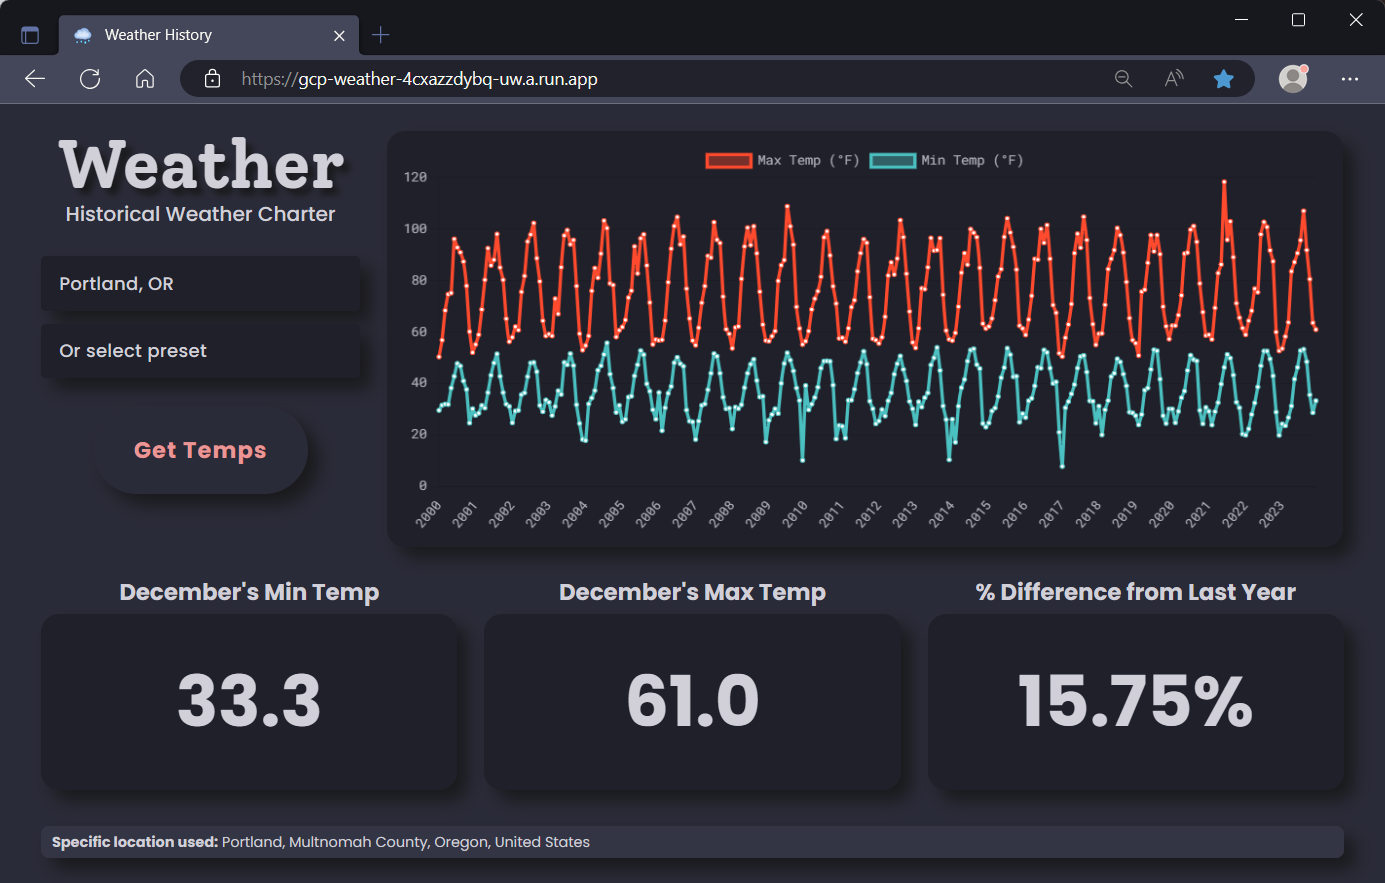 Weather History
https://gcp-weather-4cxazzdybq-uw.a.run.app
Weather
Historical Weather Charter
Portland, OR
Or select preset
Get Temps
Max Temp (°F) Min Temp (°F)
120
100
80
60
40
20
0
2000 2001 2002 2003 2004 2005 2006 2007 2008 2009 2010 2011 2012 2013 2014 2015 2016 2017 2018 2019 2020 2021 2022 2023
December's Min Temp
33.3
December's Max Temp
61.0
% Difference from Last Year
15.75%
Specific location used: Portland, Multnomah County, Oregon, United States